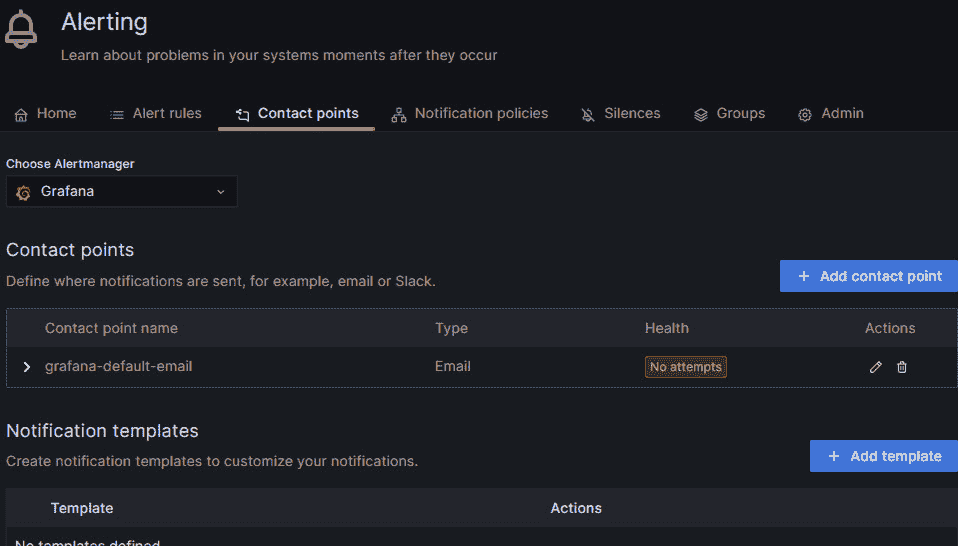 Alerting
Learn about problems in your systems moments after they occur
Home Alert rules Contact points Notification policies Silences Groups Admin
Choose Alertmanager
Grafana
Contact points
Define where notifications are sent, for example, email or Slack.
+ Add contact point
Contact point name Type Health Actions
grafana-default-email Email No attempts
Notification templates
Create notification templates to customize your notifications.
+ Add template
Template Actions
No templates defined